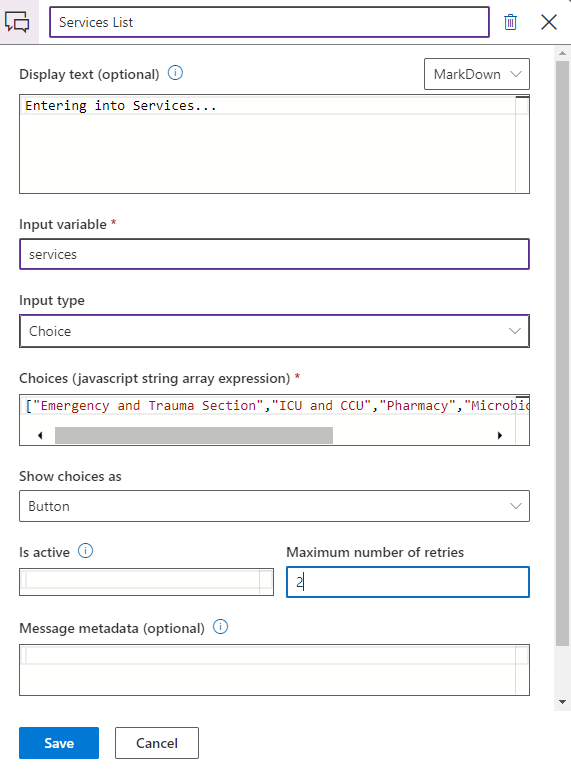 Services List
Display text (optional)
MarkDown
Entering into Services...
Input variable *
services
Input type
Choice
Choices (javascript string array expression) *
["Emergency and Trauma Section","ICU and CCU","Pharmacy","Microbio
Show choices as
Button
Is active
Maximum number of retries
2
Message metadata (optional)
Save
Cancel